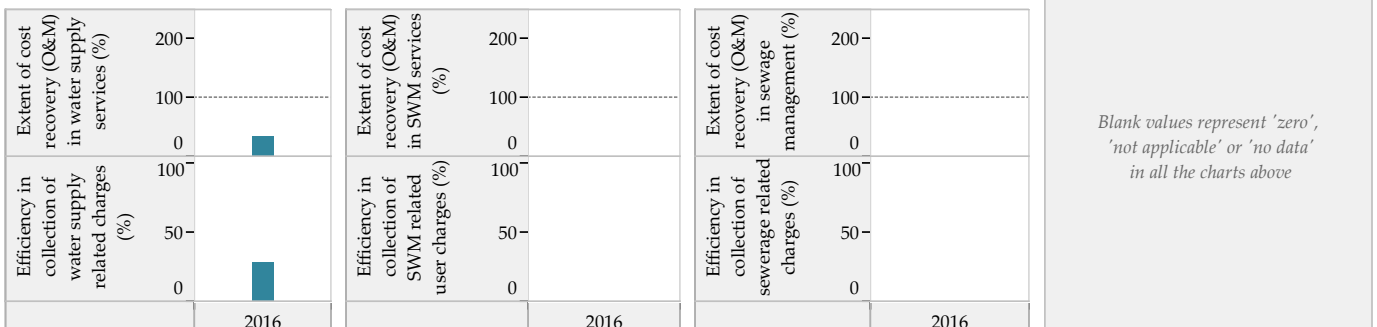 Extent of cost
recovery (O&M)
in water supply
services (%)
200
100
0
Efficiency in
collection of
water supply
related charges
(%)
100
50
0
2016
Extent of cost
recovery (O&M)
in SWM services
(%)
200
100
0
Efficiency in
collection of
SWM related
user charges (%)
100
50
0
2016
Extent of cost
recovery (O&M)
in sewage
management (%)
200
100
0
Efficiency in
collection of
sewerage related
charges (%)
100
50
0
2016
Blank values represent 'zero',
'not applicable' or 'no data'
in all the charts above